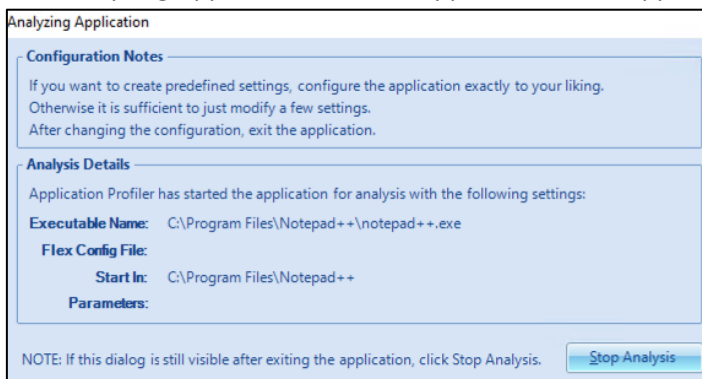 Analyzing Application
Configuration Notes
If you want to create predefined settings, configure the application exactly to your liking.
Otherwise it is sufficient to just modify a few settings.
After changing the configuration, exit the application.
Analysis Details
Application Profiler has started the application for analysis with the following settings:
Executable Name: C:\Program Files\Notepad++\notepad++.exe
Flex Config File:
Start In: C:\Program Files\Notepad++
Parameters:
NOTE: If this dialog is still visible after exiting the application, click Stop Analysis. Stop Analysis